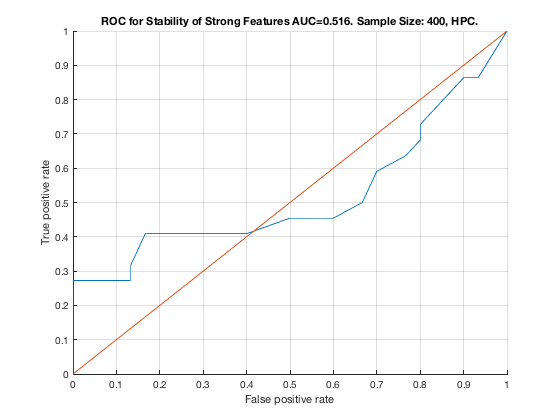 ROC for Stability of Strong Features AUC=0.516. Sample Size: 400, HPC.
True positive rate
1
0.9
0.8
0.7
0.6
0.5
0.4
0.3
0.2
0.1
0
0 0.1 0.2 0.3 0.4 0.5 0.6 0.7 0.8 0.9 1
False positive rate